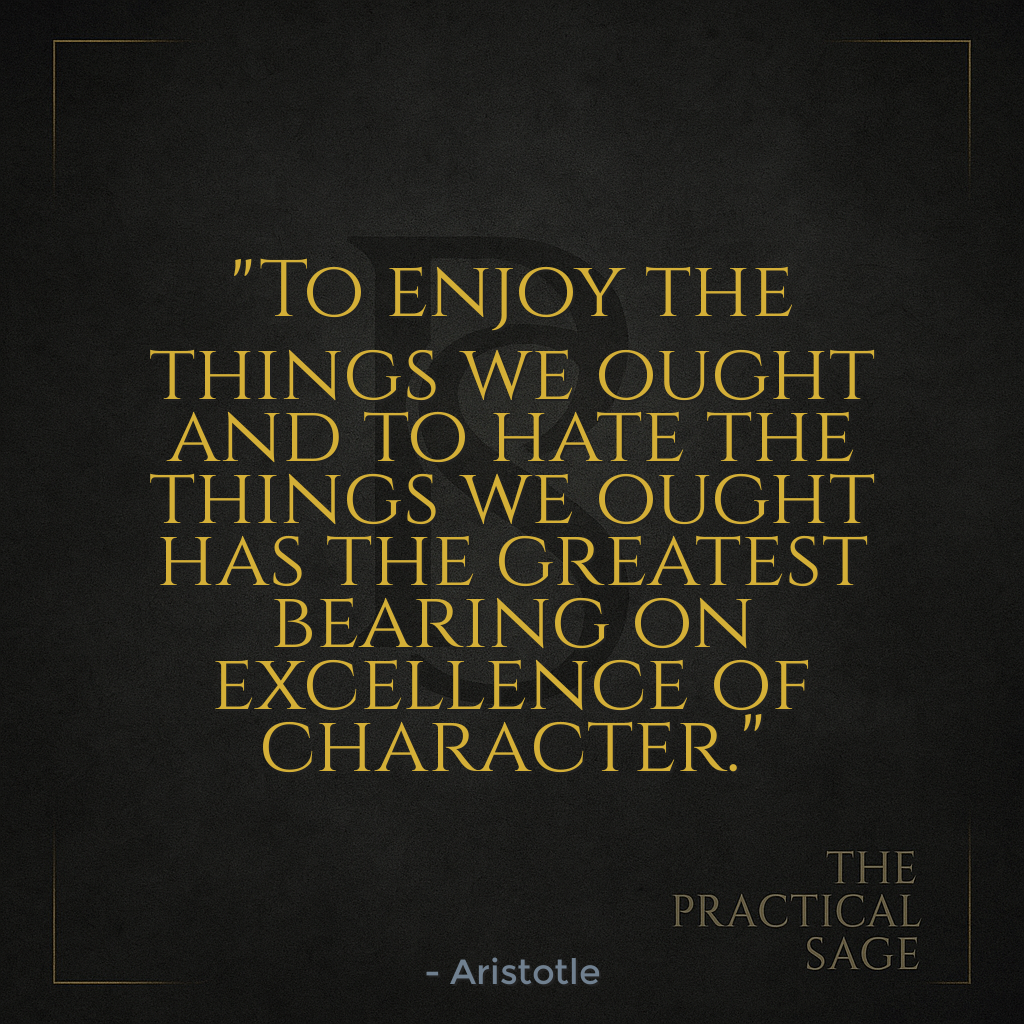 "To enjoy the
things we ought
and to hate the
things we ought
has the greatest
bearing on
excellence of
character."
THE
PRACTICAL
SAGE
- Aristotle